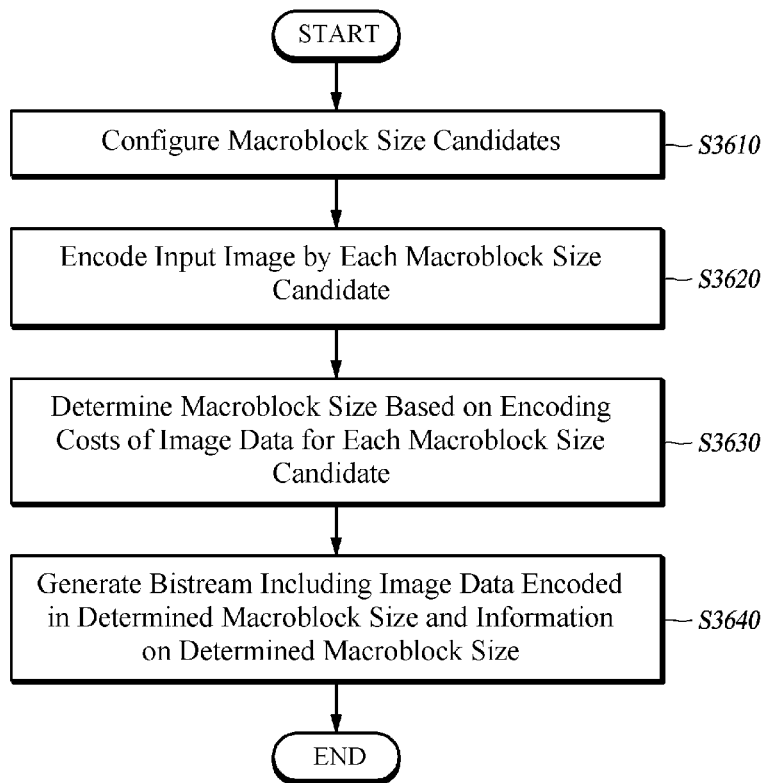 START
Configure Macroblock Size Candidates
S3610
Encode Input Image by Each Macroblock Size
Candidate
S3620
Determine Macroblock Size Based on Encoding
Costs of Image Data for Each Macroblock Size
Candidate
S3630
Generate Bistream Including Image Data Encoded
in Determined Macroblock Size and Information
on Determined Macroblock Size
S3640
END